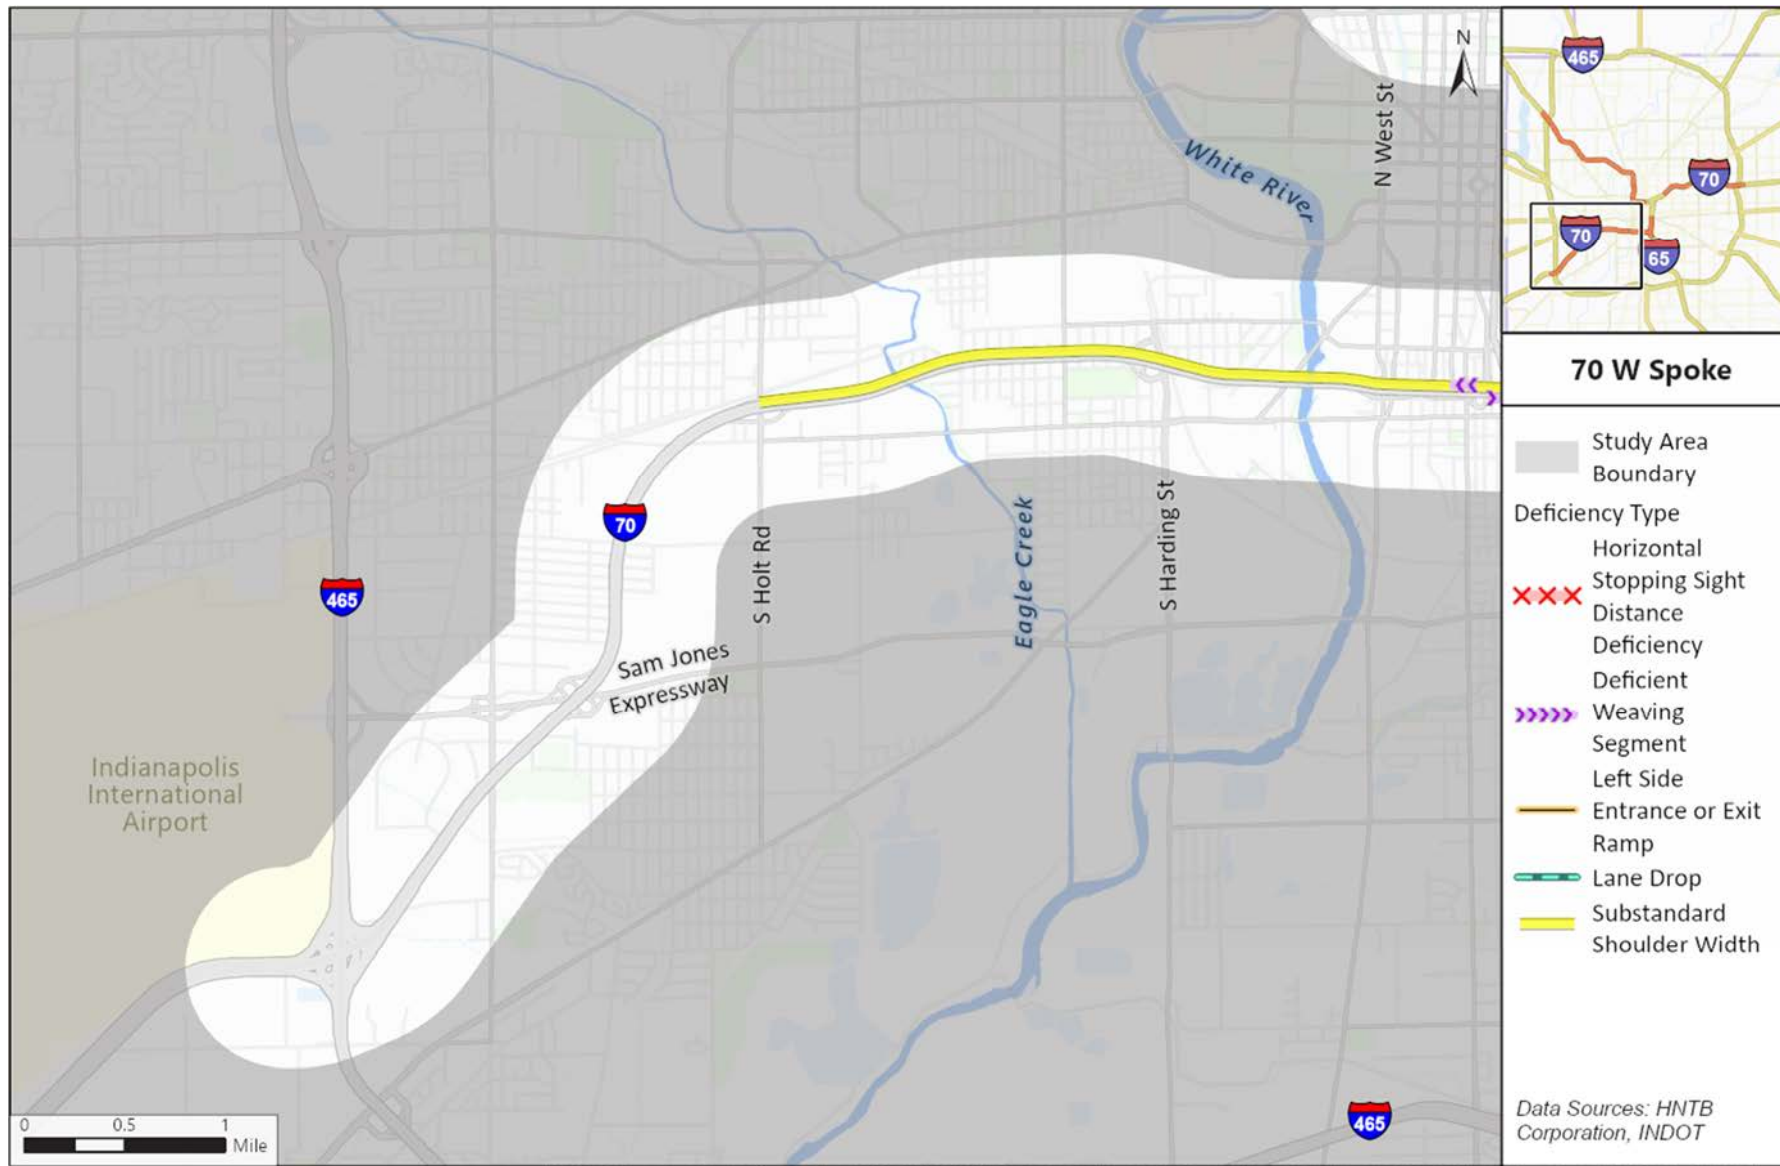 N
N West St
White River
70
465
S Holt Rd
Eagle Creek
S Harding St
Sam Jones
Expressway
Indianapolis
International
Airport
465
0 0.5 1
Mile
465
70
70
65
70 W Spoke
Study Area
Boundary
Deficiency Type
Horizontal
Stopping Sight
Distance
Deficiency
Deficient
Weaving
Segment
Left Side
Entrance or Exit
Ramp
Lane Drop
Substandard
Shoulder Width
Data Sources: HNTB
Corporation, INDOT